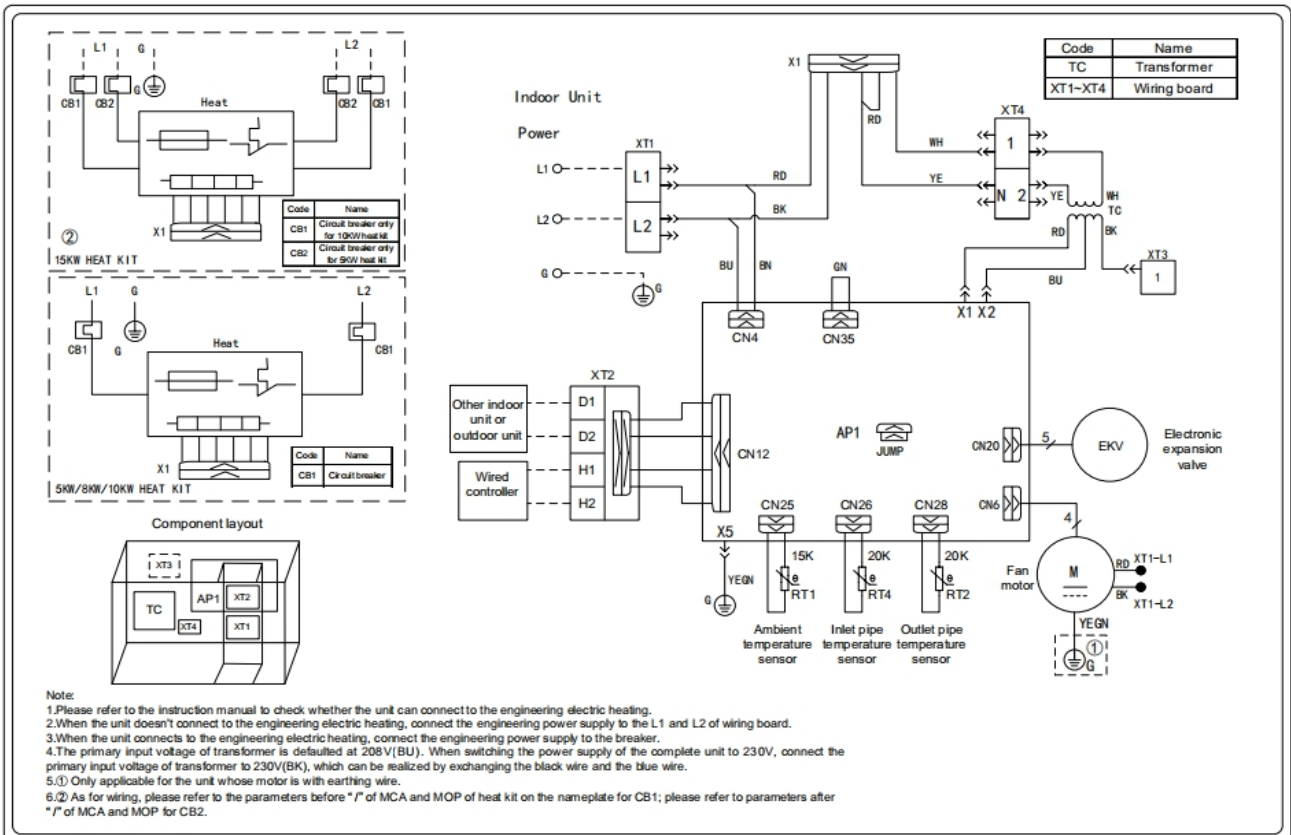 L1
G
L2
CB1
CB2
G
CB2
CB1
Heat
X1
Code Name
CB1 Circuit breaker only for 10KW heat kit
CB2 Circuit breaker only for 5KW heat kit
②
15KW HEAT KIT
L1
G
L2
CB1
G
CB1
Heat
X1
Code Name
CB1 Circuit breaker
5KW/8KW/10KW HEAT KIT
Component layout
XT3
TC
AP1
XT2
XT4
XT1
Indoor Unit
Power
XT1
L1
L1
L2
L2
G
G
X1
RD
RD
BK
WH
YE
BU
BN
GN
XT4
1
N 2
YE
WH
TC
RD
BK
BU
XT3
1
Code Name
TC Transformer
XT1~XT4 Wiring board
CN4
CN35
X1 X2
XT2
Other indoor
unit or
outdoor unit
D1
D2
Wired
controller
H1
H2
CN12
AP1
JUMP
CN20
5
EKV
Electronic
expansion
valve
CN6
4
Fan
motor
M
RD XT1-L1
BK XT1-L2
YEGN
①
G
X5
YEGN
G
CN25
CN26
CN28
15K
20K
20K
θ
θ
θ
RT1
RT4
RT2
Ambient
temperature
sensor
Inlet pipe
temperature
sensor
Outlet pipe
temperature
sensor
Note:
1.Please refer to the instruction manual to check whether the unit can connect to the engineering electric heating.
2.When the unit doesn't connect to the engineering electric heating, connect the engineering power supply to the L1 and L2 of wiring board.
3.When the unit connects to the engineering electric heating, connect the engineering power supply to the breaker.
4.The primary input voltage of transformer is defaulted at 208V(BU). When switching the power supply of the complete unit to 230V, connect the
primary input voltage of transformer to 230V(BK), which can be realized by exchanging the black wire and the blue wire.
5.① Only applicable for the unit whose motor is with earthing wire.
6.② As for wiring, please refer to the parameters before "/" of MCA and MOP of heat kit on the nameplate for CB1; please refer to parameters after
"/" of MCA and MOP for CB2.